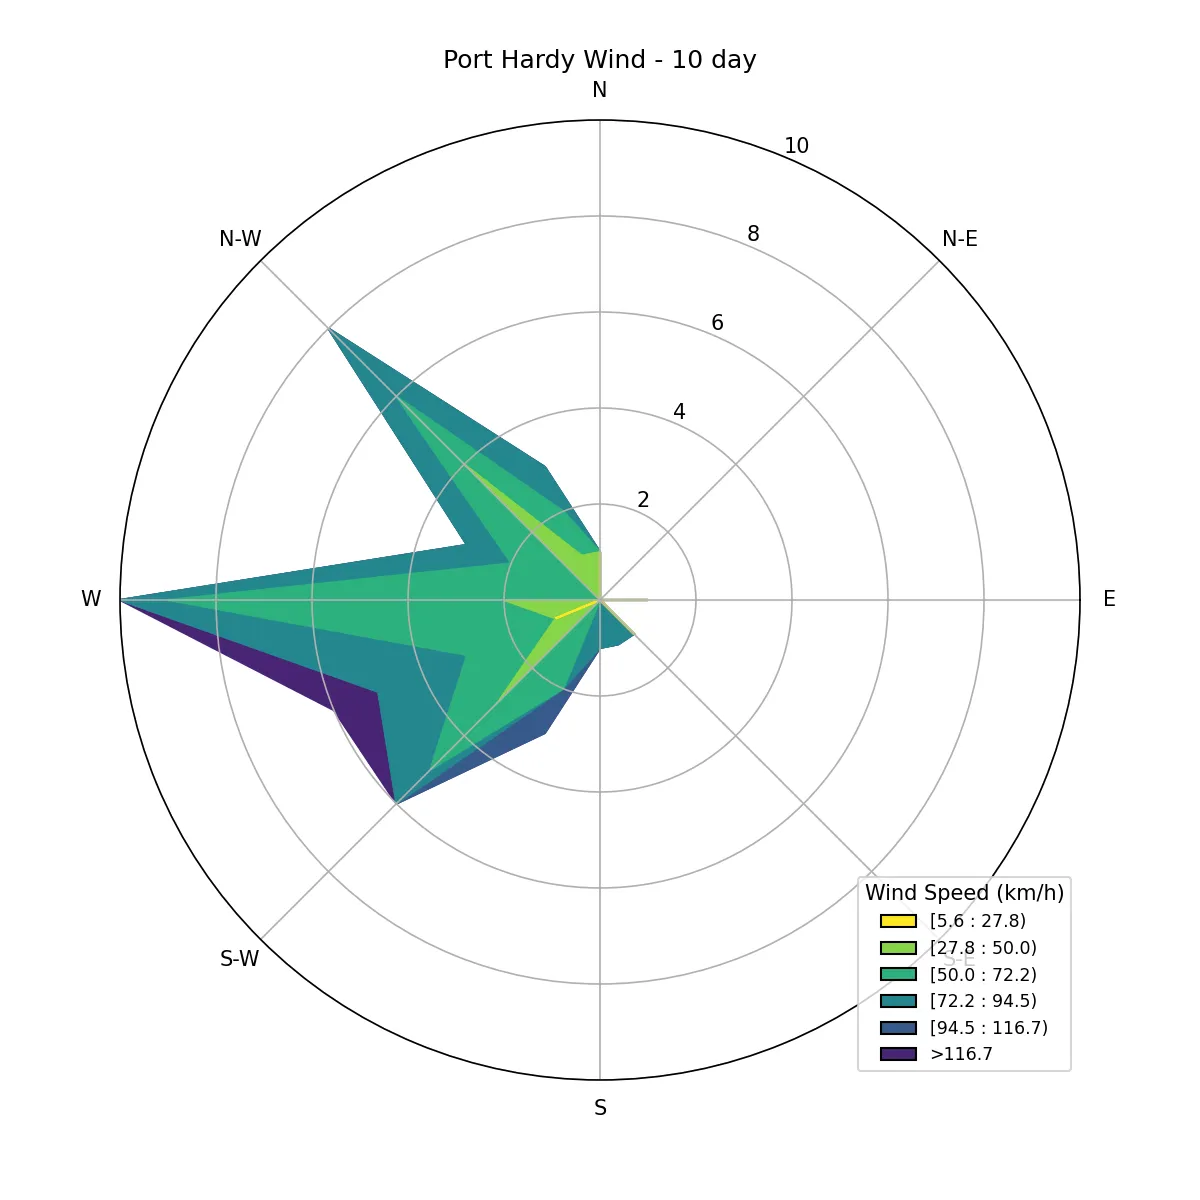 Port Hardy Wind - 10 day
N
10
N-W
N-E
8
6
4
2
W
E
Wind Speed (km/h)
[5.6 : 27.8)
[27.8 : 50.0)
S-W
S-E
[50.0 : 72.2)
[72.2 : 94.5)
[94.5 : 116.7)
>116.7
S